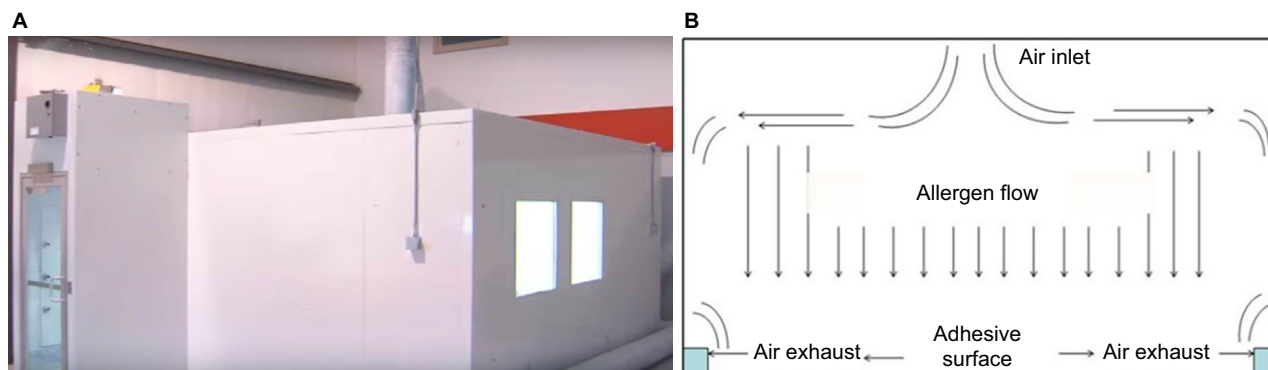 A
B
Air inlet
Allergen flow
Air exhaust
Adhesive
surface
Air exhaust